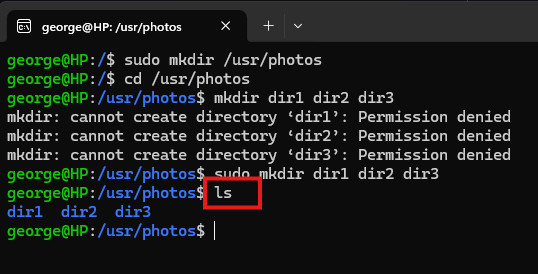 george@HP: /usr/photos
george@HP:/$ sudo mkdir /usr/photos
george@HP:/$ cd /usr/photos
george@HP:/usr/photos$ mkdir dir1 dir2 dir3
mkdir: cannot create directory ‘dir1’: Permission denied
mkdir: cannot create directory ‘dir2’: Permission denied
mkdir: cannot create directory ‘dir3’: Permission denied
george@HP:/usr/photos$ sudo mkdir dir1 dir2 dir3
george@HP:/usr/photos$ ls
dir1  dir2  dir3
george@HP:/usr/photos$